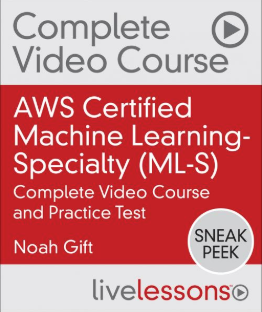 Complete
Video Course
AWS Certified
Machine Learning-
Specialty (ML-S)
Complete Video Course
and Practice Test
Noah Gift
SNEAK
PEEK
livelessons